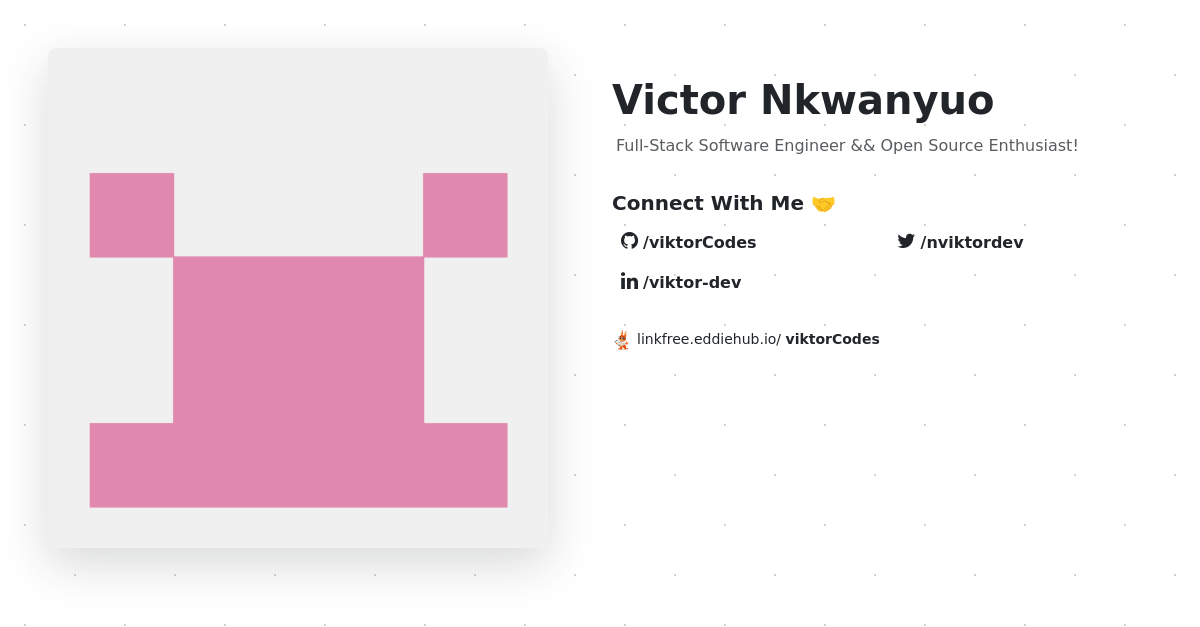 Victor Nkwanyuo
Full-Stack Software Engineer && Open Source Enthusiast!
Connect With Me 🤝
/viktorCodes
/nviktordev
/viktor-dev
linkfree.eddiehub.io/ viktorCodes